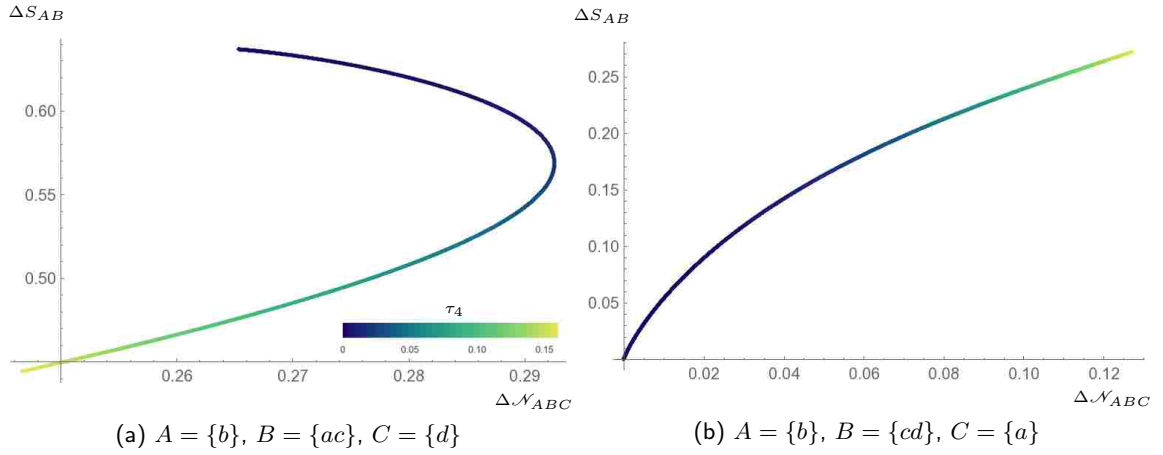 ΔS_AB
0.60
0.55
0.50
τ_4
0 0.05 0.10 0.15
0.26 0.27 0.28 0.29
Δ𝒩_ABC
(a) A = {b}, B = {ac}, C = {d}
ΔS_AB
0.25
0.20
0.15
0.10
0.05
0.02 0.04 0.06 0.08 0.10 0.12
Δ𝒩_ABC
(b) A = {b}, B = {cd}, C = {a}